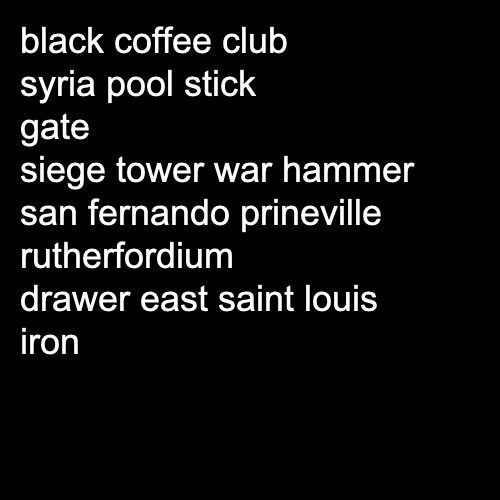 black coffee club
syria pool stick
gate
siege tower war hammer
san fernando prineville
rutherfordium
drawer east saint louis
iron